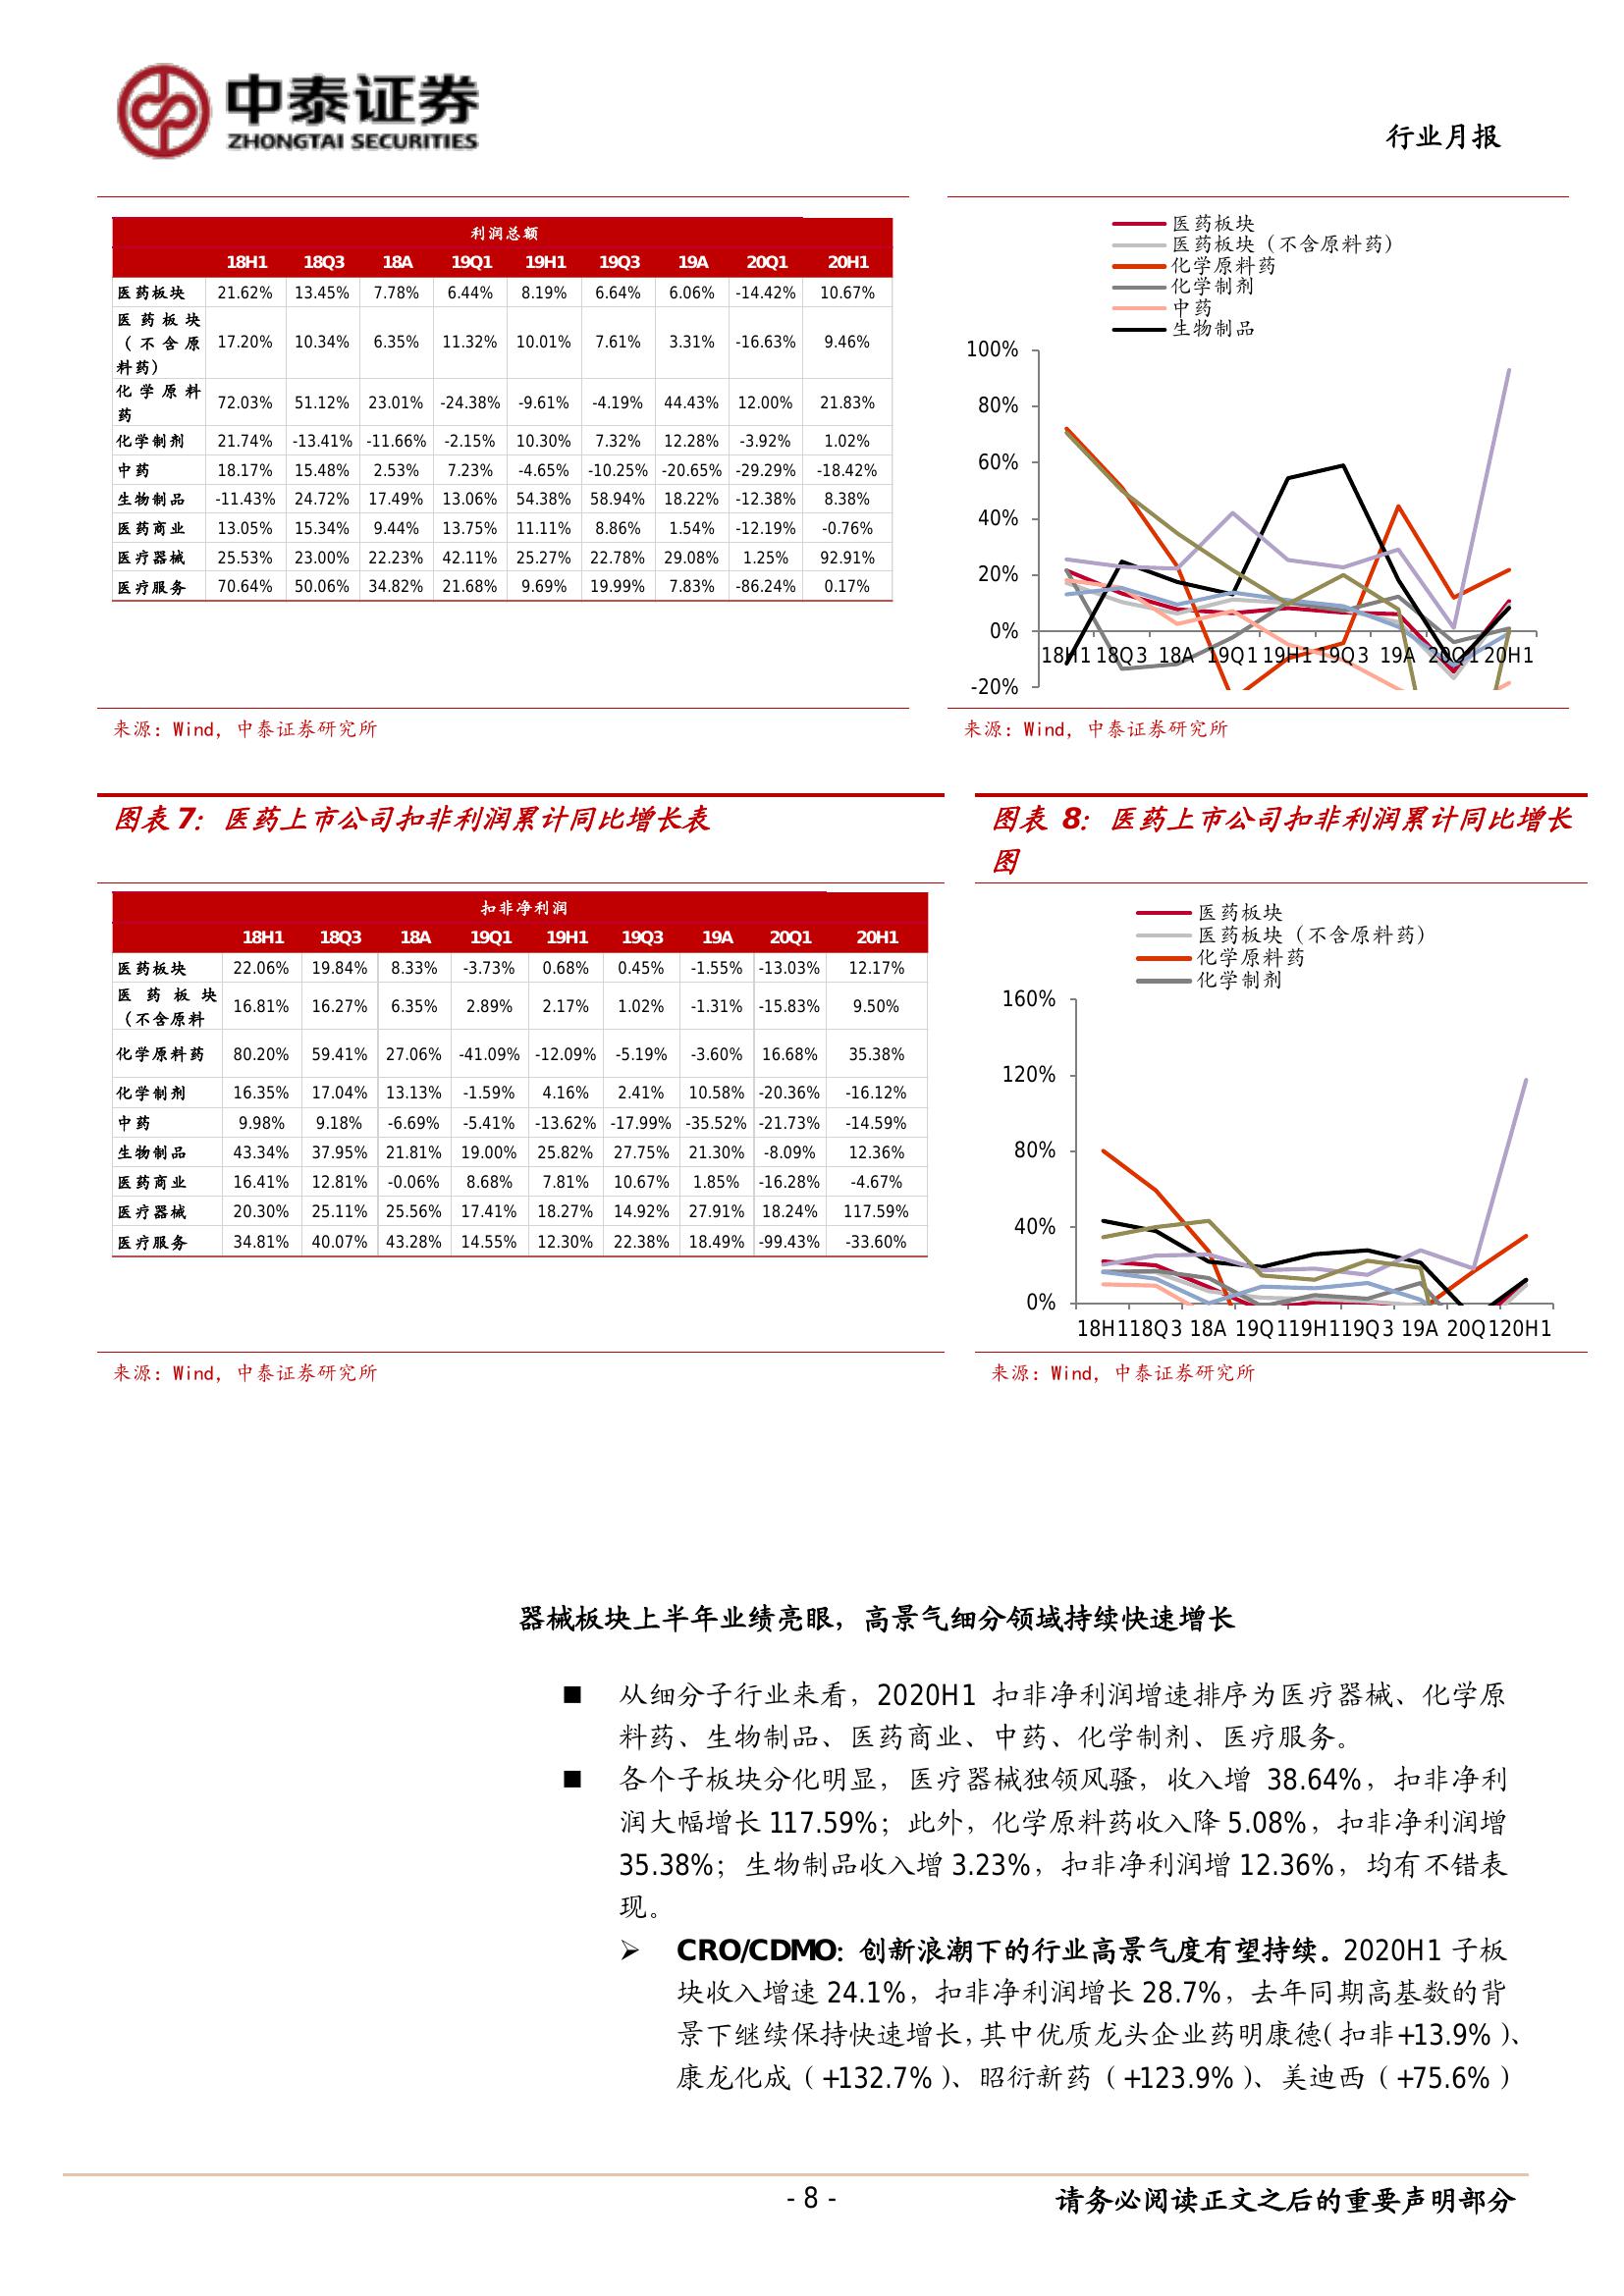 中泰证券
ZHONGTAI SECURITIES
行业月报
利润总额
18H1 18Q3 18A 19Q1 19H1 19Q3 19A 20Q1 20H1
医药板块 21.62% 13.45% 7.78% 6.44% 8.19% 6.64% 6.06% -14.42% 10.67%
医药板块
（不含原
料药） 17.20% 10.34% 6.35% 11.32% 10.01% 7.61% 3.31% -16.63% 9.46%
化学原料
药 72.03% 51.12% 23.01% -24.38% -9.61% -4.19% 44.43% 12.00% 21.83%
化学制剂 21.74% -13.41% -11.66% -2.15% 10.30% 7.32% 12.28% -3.92% 1.02%
中药 18.17% 15.48% 2.53% 7.23% -4.65% -10.25% -20.65% -29.29% -18.42%
生物制品 -11.43% 24.72% 17.49% 13.06% 54.38% 58.94% 18.22% -12.38% 8.38%
医药商业 13.05% 15.34% 9.44% 13.75% 11.11% 8.86% 1.54% -12.19% -0.76%
医疗器械 25.53% 23.00% 22.23% 42.11% 25.27% 22.78% 29.08% 1.25% 92.91%
医疗服务 70.64% 50.06% 34.82% 21.68% 9.69% 19.99% 7.83% -86.24% 0.17%
医药板块
医药板块（不含原料药）
化学原料药
化学制剂
中药
生物制品
100%
80%
60%
40%
20%
0%
18H1 18Q3 18A 19Q1 19H1 19Q3 19A 20Q1 20H1
-20%
来源：Wind，中泰证券研究所
来源：Wind，中泰证券研究所
图表 7：医药上市公司扣非利润累计同比增长表
图表 8：医药上市公司扣非利润累计同比增长
图
扣非净利润
18H1 18Q3 18A 19Q1 19H1 19Q3 19A 20Q1 20H1
医药板块 22.06% 19.84% 8.33% -3.73% 0.68% 0.45% -1.55% -13.03% 12.17%
医药板块
（不含原料 16.81% 16.27% 6.35% 2.89% 2.17% 1.02% -1.31% -15.83% 9.50%
化学原料药 80.20% 59.41% 27.06% -41.09% -12.09% -5.19% -3.60% 16.68% 35.38%
化学制剂 16.35% 17.04% 13.13% -1.59% 4.16% 2.41% 10.58% -20.36% -16.12%
中药 9.98% 9.18% -6.69% -5.41% -13.62% -17.99% -35.52% -21.73% -14.59%
生物制品 43.34% 37.95% 21.81% 19.00% 25.82% 27.75% 21.30% -8.09% 12.36%
医药商业 16.41% 12.81% -0.06% 8.68% 7.81% 10.67% 1.85% -16.28% -4.67%
医疗器械 20.30% 25.11% 25.56% 17.41% 18.27% 14.92% 27.91% 18.24% 117.59%
医疗服务 34.81% 40.07% 43.28% 14.55% 12.30% 22.38% 18.49% -99.43% -33.60%
医药板块
医药板块（不含原料药）
化学原料药
化学制剂
160%
120%
80%
40%
0%
18H1 18Q3 18A 19Q1 19H1 19Q3 19A 20Q1 20H1
来源：Wind，中泰证券研究所
来源：Wind，中泰证券研究所
器械板块上半年业绩亮眼，高景气细分领域持续快速增长
■ 从细分子行业来看，2020H1 扣非净利润增速排序为医疗器械、化学原
料药、生物制品、医药商业、中药、化学制剂、医疗服务。
■ 各个子板块分化明显，医疗器械独领风骚，收入增 38.64%，扣非净利
润大幅增长 117.59%；此外，化学原料药收入降 5.08%，扣非净利润增
35.38%；生物制品收入增 3.23%，扣非净利润增 12.36%，均有不错表
现。
➢ CRO/CDMO：创新浪潮下的行业高景气度有望持续。2020H1 子板
块收入增速 24.1%，扣非净利润增长 28.7%，去年同期高基数的背
景下继续保持快速增长，其中优质龙头企业药明康德（扣非+13.9%）、
康龙化成（+132.7%）、昭衍新药（+123.9%）、美迪西（+75.6%）
- 8 -
请务必阅读正文之后的重要声明部分